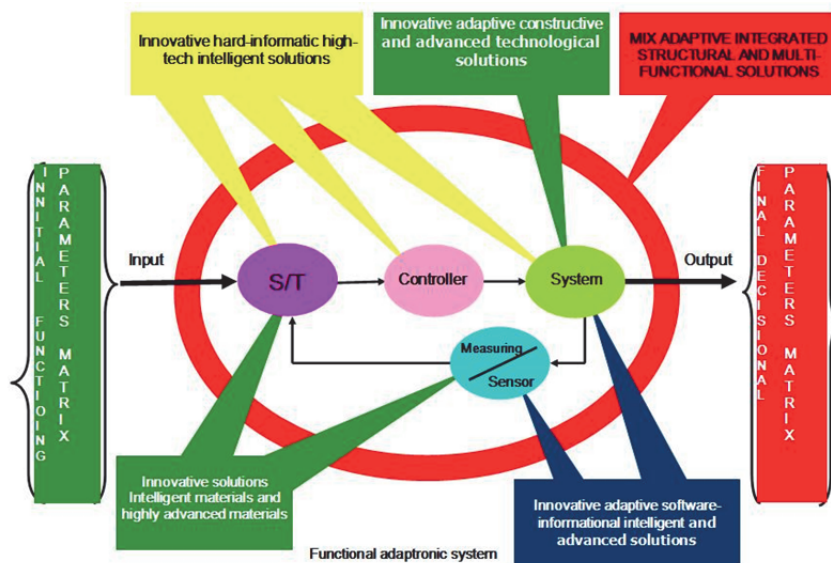 Innovative hard-informatic high-
tech intelligent solutions
Innovative adaptive constructive
and advanced technological
solutions
MIX ADAPTIVE INTEGRATED
STRUCTURAL AND MULTI-
FUNCTIONAL SOLUTIONS
INNITIAL FUNCTIOING
PARAMETERS MATRIX
Input
S/T
Controller
System
Output
Measuring
Sensor
FINAL DECISIONAL
PARAMETERS MATRIX
Innovative solutions
Intelligent materials and
highly advanced materials
Innovative adaptive software-
informational intelligent and
advanced solutions
Functional adaptronic system